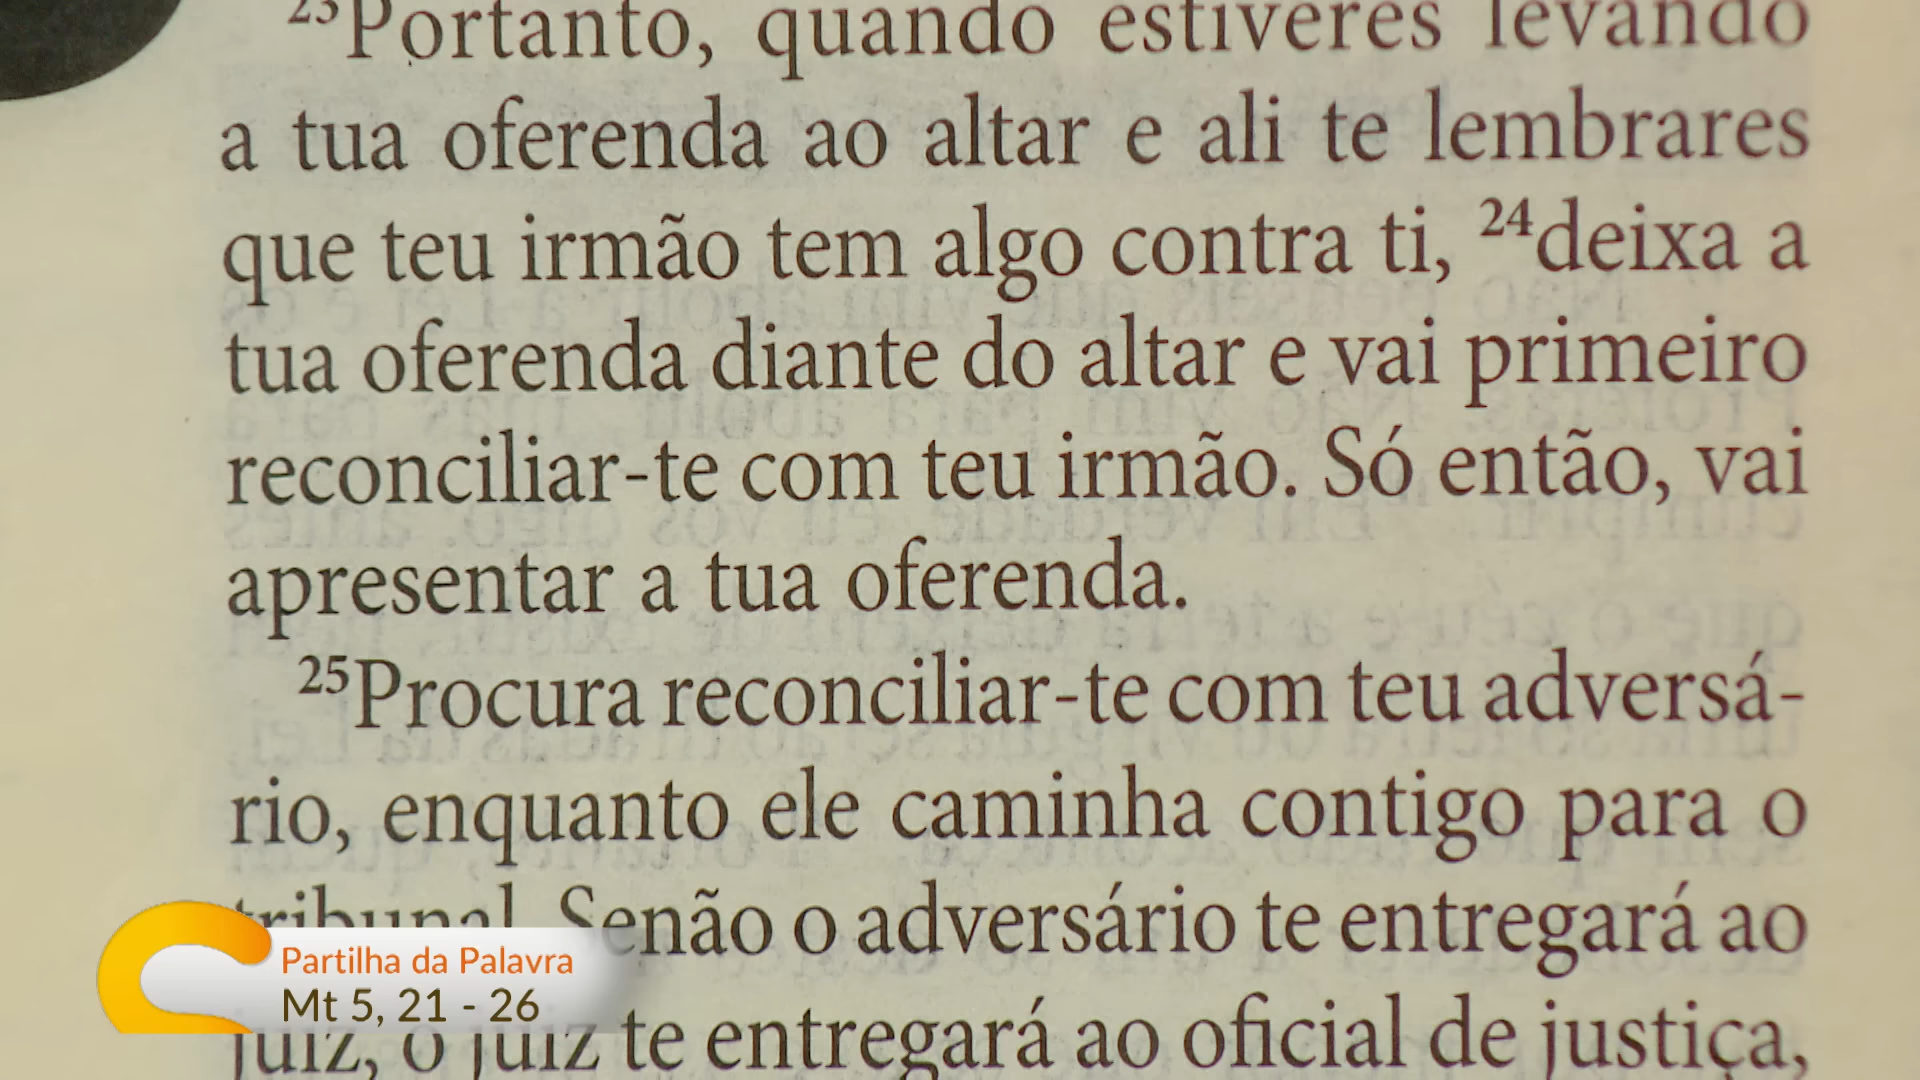 23Portanto, quando estiveres levando
a tua oferenda ao altar e ali te lembrares
que teu irmão tem algo contra ti, 24deixa a
tua oferenda diante do altar e vai primeiro
reconciliar-te com teu irmão. Só então, vai
apresentar a tua oferenda.
25Procura reconciliar-te com teu adversá-
rio, enquanto ele caminha contigo para o
tribunal. Senão o adversário te entregará ao
juiz, o juiz te entregará ao oficial de justiça,
Partilha da Palavra
Mt 5, 21 - 26